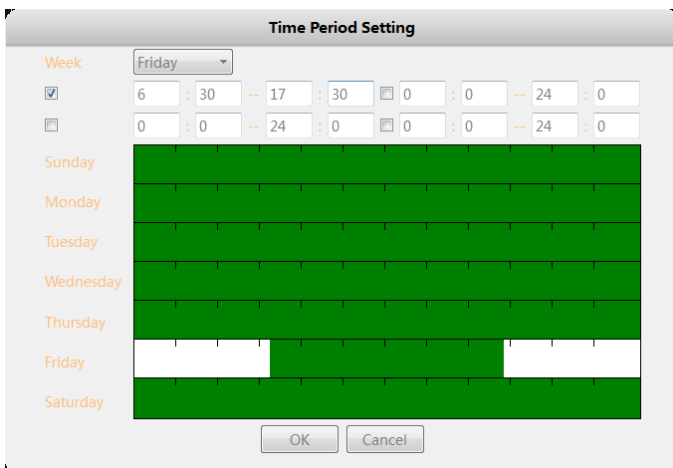 Time Period Setting
Week Friday
6 : 30 -- 17 : 30 0 : 0 -- 24 : 0
0 : 0 -- 24 : 0 0 : 0 -- 24 : 0
Sunday
Monday
Tuesday
Wednesday
Thursday
Friday
Saturday
OK Cancel